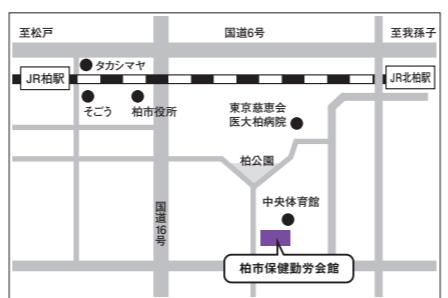 至松戸
国道6号
至我孫子
タカシマヤ
JR柏駅
JR北柏駅
そごう
柏市役所
東京慈恵会
医大柏病院
柏公園
国道16号
中央体育館
柏市保健勤労会館